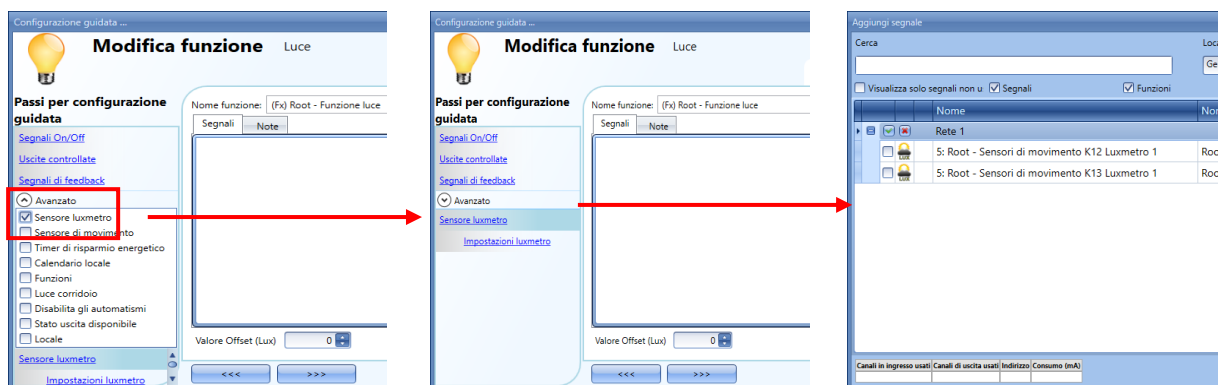 Configurazione guidata ...
Modifica funzione Luce
Passi per configurazione guidata
Segnali On/Off
Uscite controllate
Segnali di feedback
Avanzato
Sensore luxmetro
Sensore di movimento
Timer di risparmio energetico
Calendario locale
Funzioni
Luce corridoio
Disabilita gli automatismi
Stato uscita disponibile
Locale
Sensore luxmetro
Impostazioni luxmetro
Nome funzione: (Fx) Root - Funzione luce
Segnali Note
Valore Offset (Lux) 0
<<< >>>
Configurazione guidata ...
Modifica funzione Luce
Passi per configurazione guidata
Segnali On/Off
Uscite controllate
Segnali di feedback
Avanzato
Sensore luxmetro
Impostazioni luxmetro
Nome funzione: (Fx) Root - Funzione luce
Segnali Note
Valore Offset (Lux) 0
<<< >>>
Aggiungi segnale
Cerca Loca
Ge
Visualizza solo segnali non u Segnali Funzioni
Nome Non
Rete 1
5: Root - Sensori di movimento K12 Luxmetro 1 Roo
5: Root - Sensori di movimento K13 Luxmetro 1 Roo
Canali in ingresso usati Canali di uscita usati Indirizzo Consumo (mA)